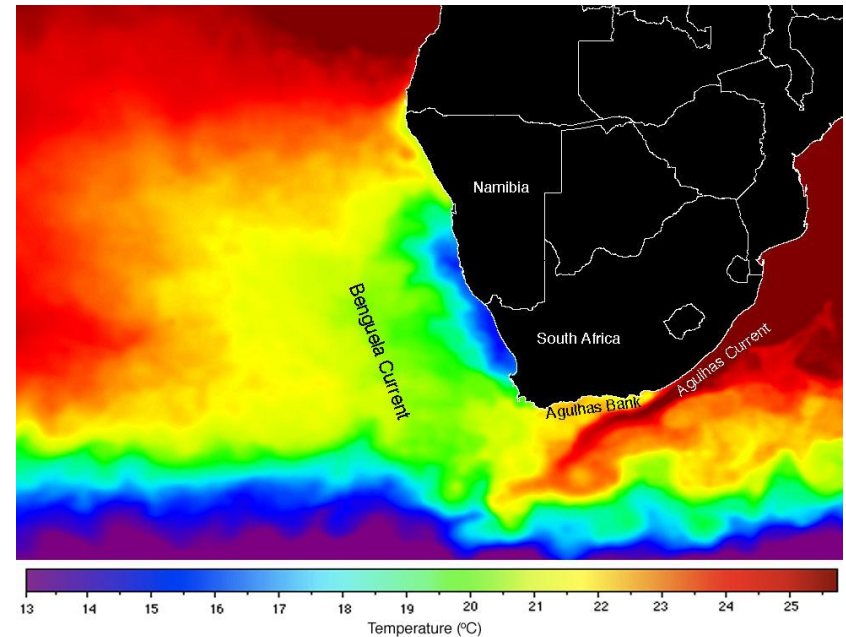 Namibia
Benguela Current
South Africa
Agulhas Current
Agulhas Bank
13 14 15 16 17 18 19 20 21 22 23 24 25
Temperature (ºC)